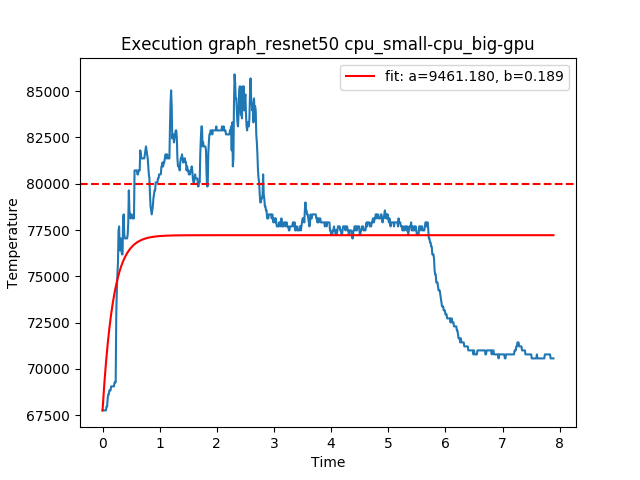 Execution graph_resnet50 cpu_small-cpu_big-gpu
fit: a=9461.180, b=0.189
85000
82500
80000
77500
75000
72500
70000
67500
Temperature
0 1 2 3 4 5 6 7 8
Time